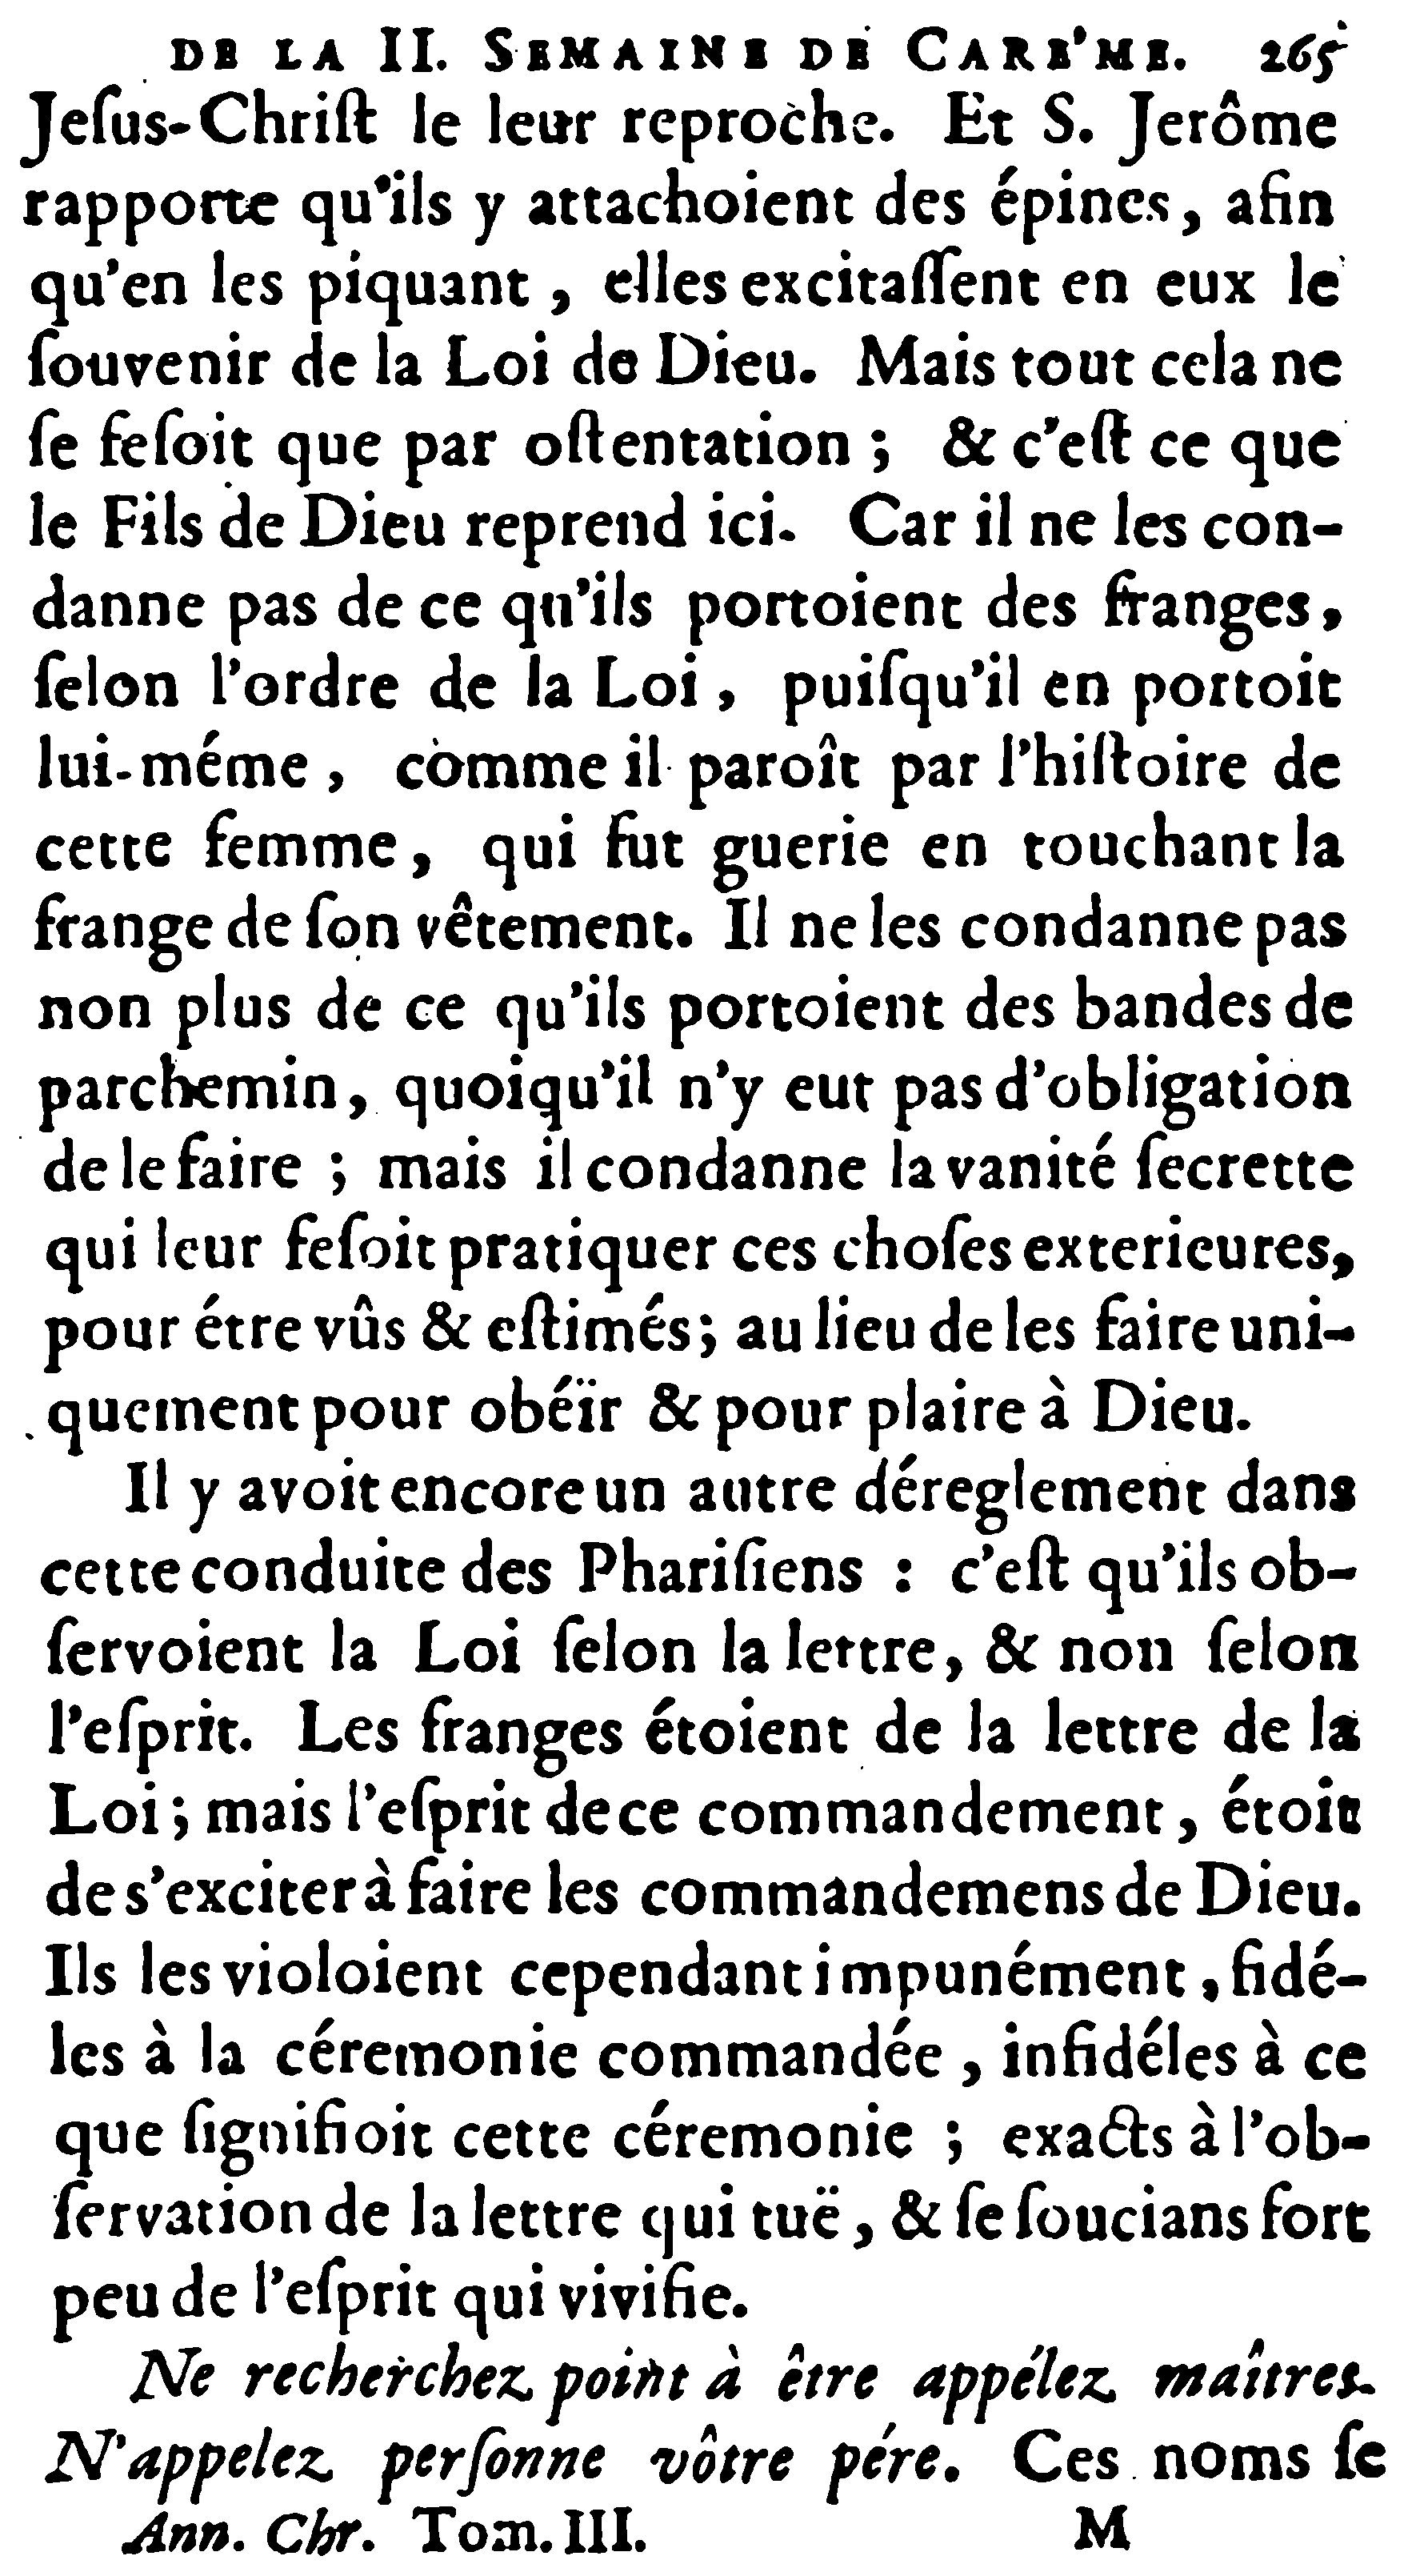 DE LA II. SEMAINE DE CARE'ME. 265
Jeſus-Chriſt le leur reproche. Et S. Jerôme
rapporte qu'ils y attachoient des épines, afin
qu'en les piquant, elles excitaſſent en eux le
ſouvenir de la Loi de Dieu. Mais tout cela ne
ſe feſoit que par oſtentation; & c'eſt ce que
le Fils de Dieu reprend ici. Car il ne les con-
danne pas de ce qu'ils portoient des franges,
ſelon l'ordre de la Loi, puiſqu'il en portoit
lui-méme, comme il paroît par l'hiſtoire de
cette femme, qui fut guerie en touchant la
frange de ſon vêtement. Il ne les condanne pas
non plus de ce qu'ils portoient des bandes de
parchemin, quoiqu'il n'y eut pas d'obligation
de le faire; mais il condanne la vanité ſecrette
qui leur feſoit pratiquer ces choſes exterieures,
pour étre vûs & eſtimés; au lieu de les faire uni-
quement pour obéïr & pour plaire à Dieu.
Il y avoit encore un autre déreglement dans
cette conduite des Phariſiens : c'eſt qu'ils ob-
ſervoient la Loi ſelon la lettre, & non ſelon
l'eſprit. Les franges étoient de la lettre de la
Loi; mais l'eſprit de ce commandement, étoit
de s'exciter à faire les commandemens de Dieu.
Ils les violoient cependant impunément, fidé-
les à la céremonie commandée, infidéles à ce
que ſignifioit cette céremonie; exacts à l'ob-
ſervation de la lettre qui tuë, & ſe ſoucians fort
peu de l'eſprit qui vivifie.
Ne recherchez point à être appélez maîtres.
N'appelez perſonne vôtre pére. Ces noms ſe
Ann. Chr. Tom. III. M